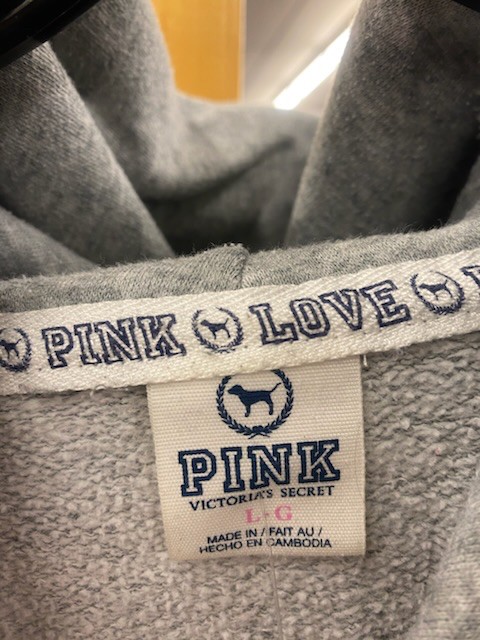 PINK LOVE
PINK
VICTORIA'S SECRET
L-G
MADE IN / FAIT AU /
HECHO EN CAMBODIA